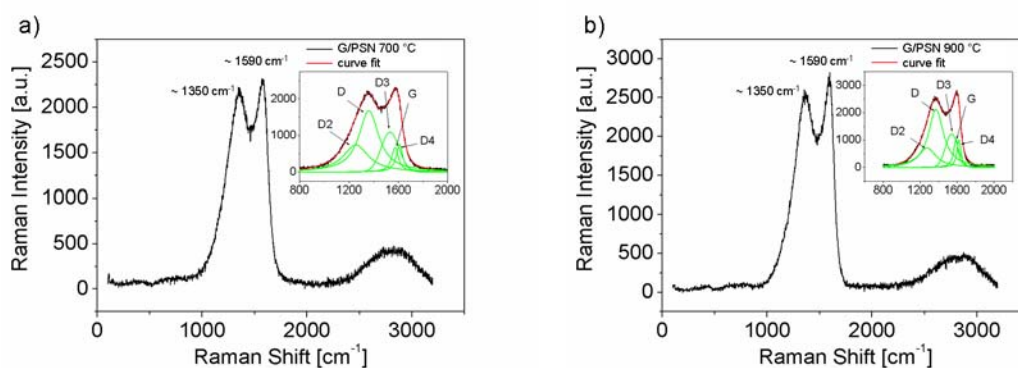 a)
G/PSN 700 °C
curve fit
~ 1590 cm-1
~ 1350 cm-1
D
D2
D3
G
D4
2000
1000
0
800 1200 1600 2000
2500
2000
1500
1000
500
0
0 1000 2000 3000
Raman Intensity [a.u.]
Raman Shift [cm-1]
b)
G/PSN 900 °C
curve fit
~ 1590 cm-1
~ 1350 cm-1
D
D2
D3
G
D4
3000
2000
1000
0
800 1200 1600 2000
3000
2500
2000
1500
1000
500
0
0 1000 2000 3000
Raman Intensity [a.u.]
Raman Shift [cm-1]